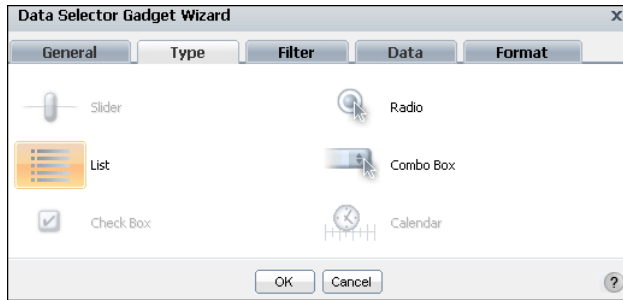 Data Selector Gadget Wizard x
General Type Filter Data Format
Slider Radio
List Combo Box
Check Box Calendar
OK Cancel ?